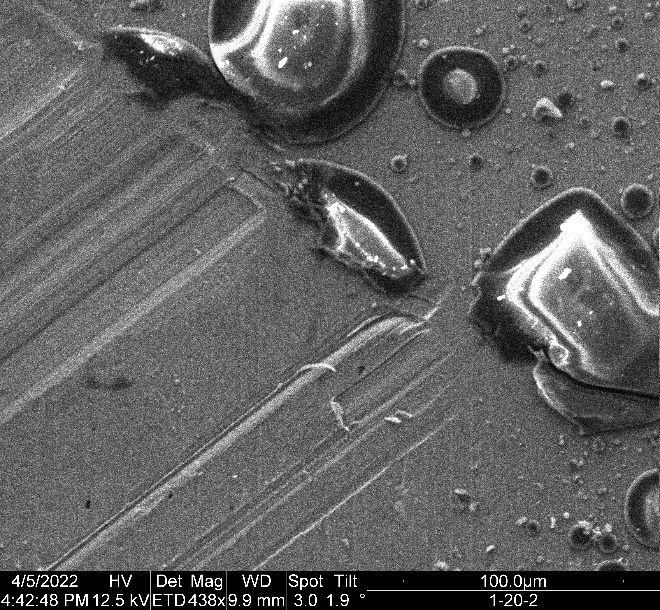 4/5/2022 HV Det Mag WD Spot Tilt 100.0µm
4:42:48 PM 12.5 kV ETD 438x 9.9 mm 3.0 1.9 ° 1-20-2